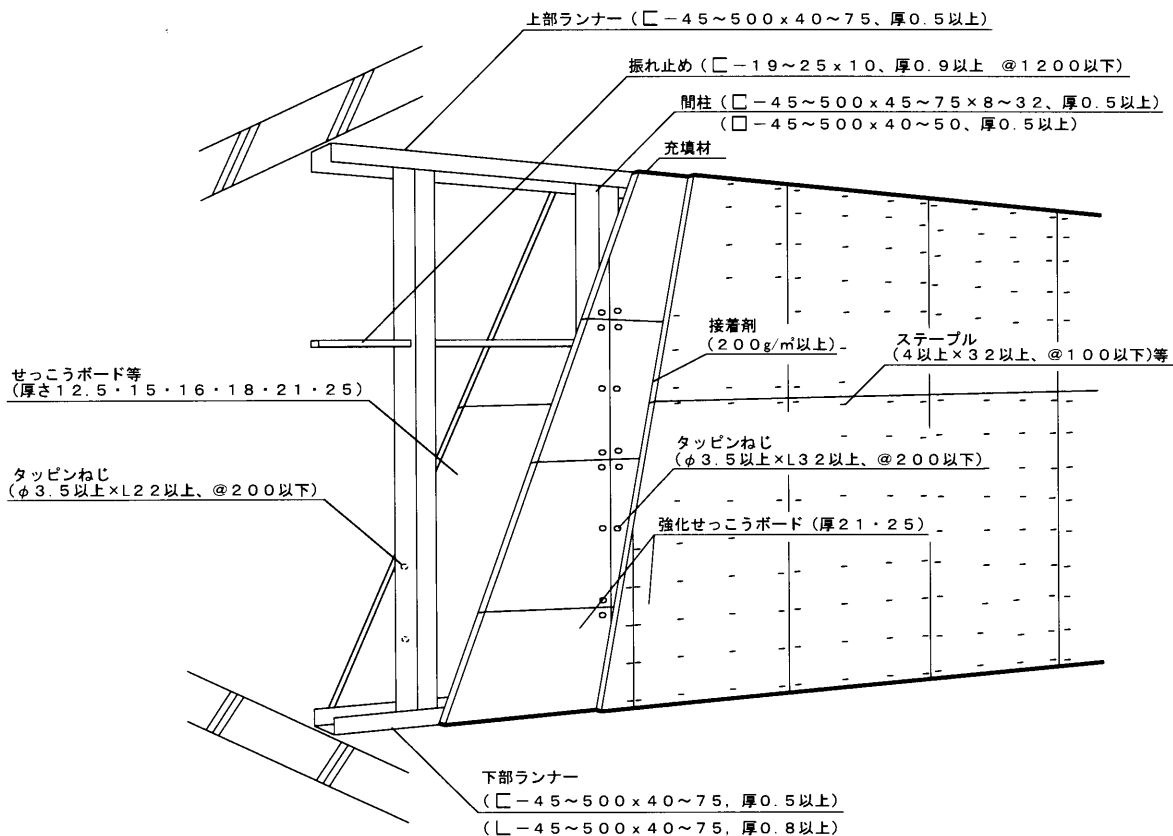 上部ランナー（⊏－４５～５００ｘ４０～７５、厚０．５以上）
振れ止め（⊏－１９～２５ｘ１０、厚０．９以上　＠１２００以下）
間柱（⊏－４５～５００ｘ４５～７５×８～３２、厚０．５以上）
（□－４５～５００ｘ４０～５０、厚０．５以上）
充填材
接着剤
（２００g/㎡以上）
ステープル
（４以上×３２以上、＠１００以下）等
せっこうボード等
（厚さ１２．５・１５・１６・１８・２１・２５）
タッピンねじ
（φ３．５以上×L３２以上、＠２００以下）
タッピンねじ
（φ３．５以上×L２２以上、＠２００以下）
強化せっこうボード（厚２１・２５）
下部ランナー
（⊏－４５～５００ｘ４０～７５，厚０．５以上）
（∟－４５～５００ｘ４０～７５，厚０．８以上）